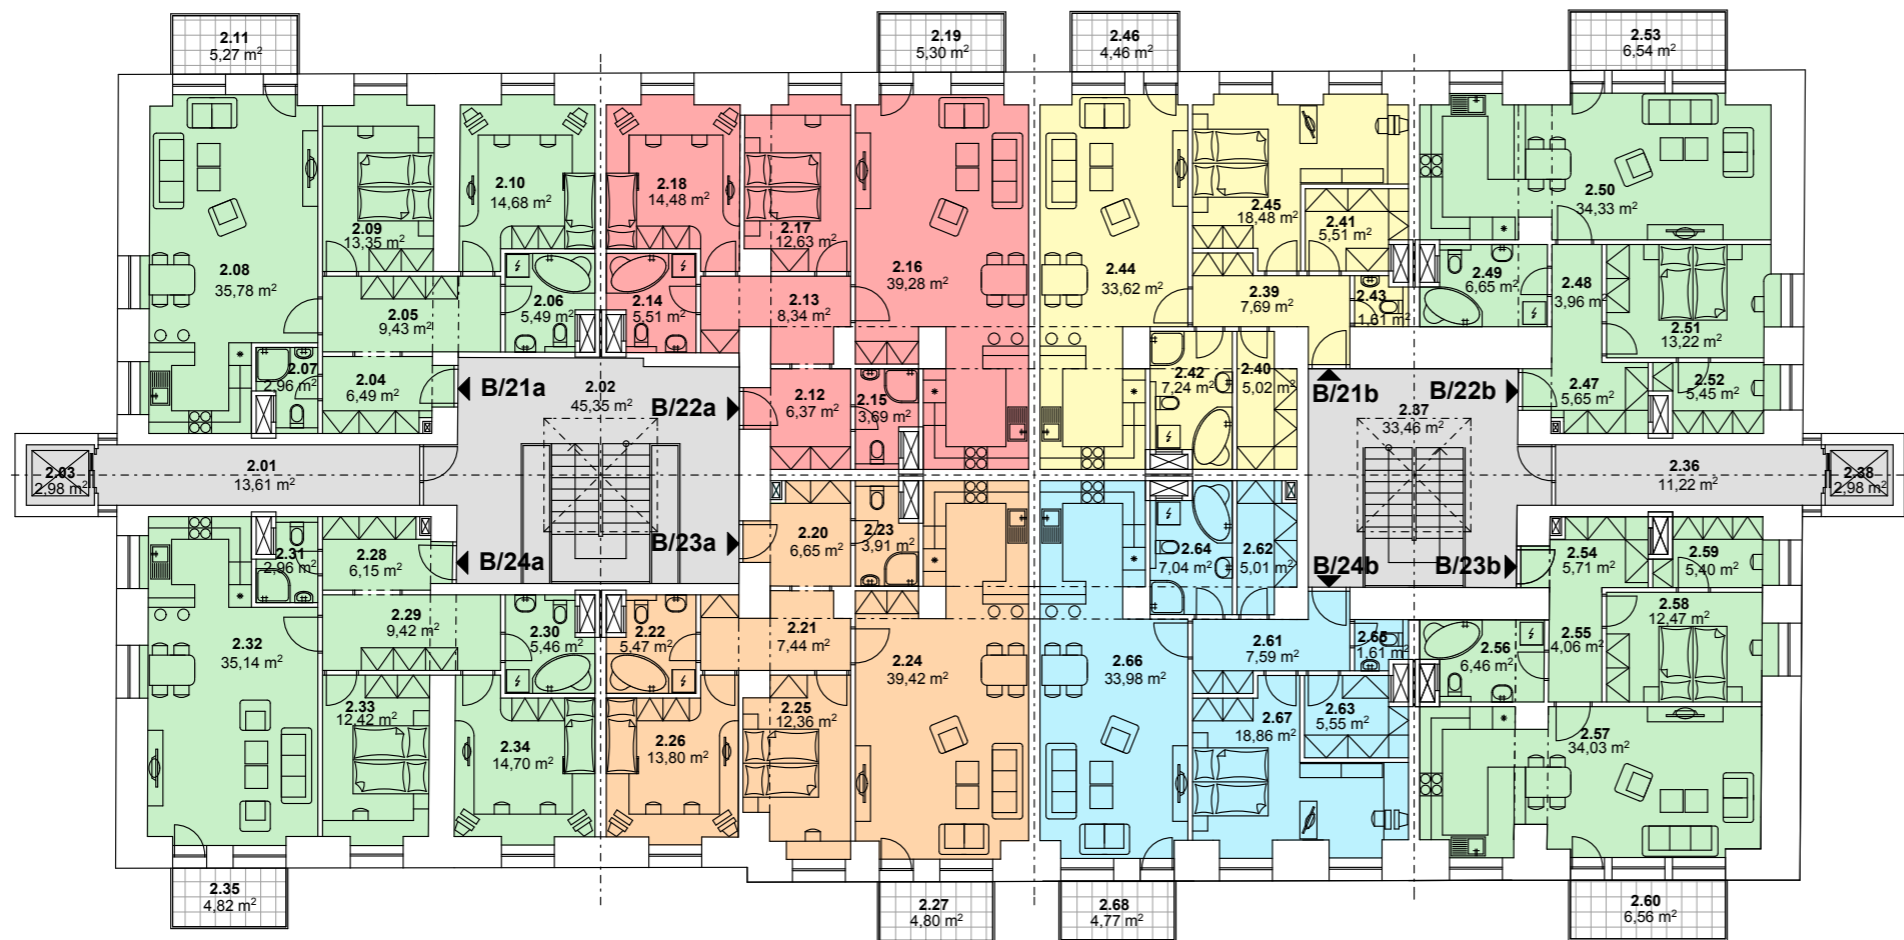 2.11
5,27 m²
2.19
5,30 m²
2.46
4,46 m²
2.53
6,54 m²
2.08
35,78 m²
2.09
13,35 m²
2.10
14,68 m²
2.18
14,48 m²
2.17
12,63 m²
2.16
39,28 m²
2.44
33,62 m²
2.45
18,48 m²
2.41
5,51 m²
2.50
34,33 m²
2.05
9,43 m²
2.06
5,49 m²
2.14
5,51 m²
2.13
8,34 m²
2.39
7,69 m²
2.43
1,61 m²
2.49
6,65 m²
2.48
3,96 m²
2.51
13,22 m²
2.07
2,96 m²
2.04
6,49 m²
B/21a
2.02
45,35 m²
B/22a
2.12
6,37 m²
2.15
3,69 m²
2.42
7,24 m²
2.40
5,02 m²
B/21b
2.37
33,46 m²
B/22b
2.47
5,65 m²
2.52
5,45 m²
2.03
2,98 m²
2.01
13,61 m²
2.36
11,22 m²
2.38
2,98 m²
2.31
2,96 m²
2.28
6,15 m²
B/24a
B/23a
2.20
6,65 m²
2.23
3,91 m²
2.64
7,04 m²
2.62
5,01 m²
B/24b
B/23b
2.54
5,71 m²
2.59
5,40 m²
2.32
35,14 m²
2.29
9,42 m²
2.30
5,46 m²
2.22
5,47 m²
2.21
7,44 m²
2.24
39,42 m²
2.66
33,98 m²
2.61
7,59 m²
2.65
1,61 m²
2.56
6,46 m²
2.55
4,06 m²
2.58
12,47 m²
2.33
12,42 m²
2.34
14,70 m²
2.26
13,80 m²
2.25
12,36 m²
2.67
18,86 m²
2.63
5,55 m²
2.57
34,03 m²
2.35
4,82 m²
2.27
4,80 m²
2.68
4,77 m²
2.60
6,56 m²